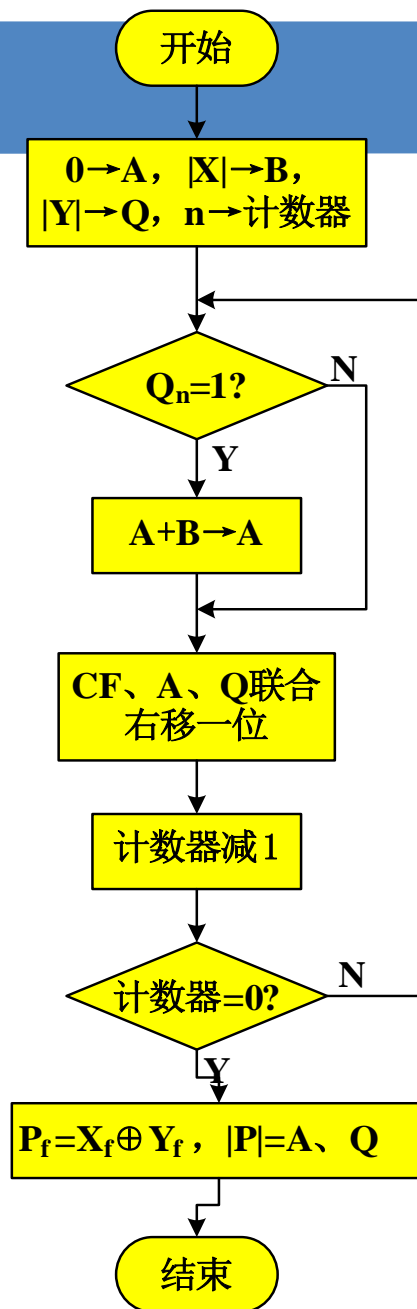 开始
0→A，|X|→B，
|Y|→Q，n→计数器
Qn=1?
N
Y
A+B→A
CF、A、Q联合
右移一位
计数器减1
计数器=0?
N
Y
Pf=Xf⊕Yf，|P|=A、Q
结束